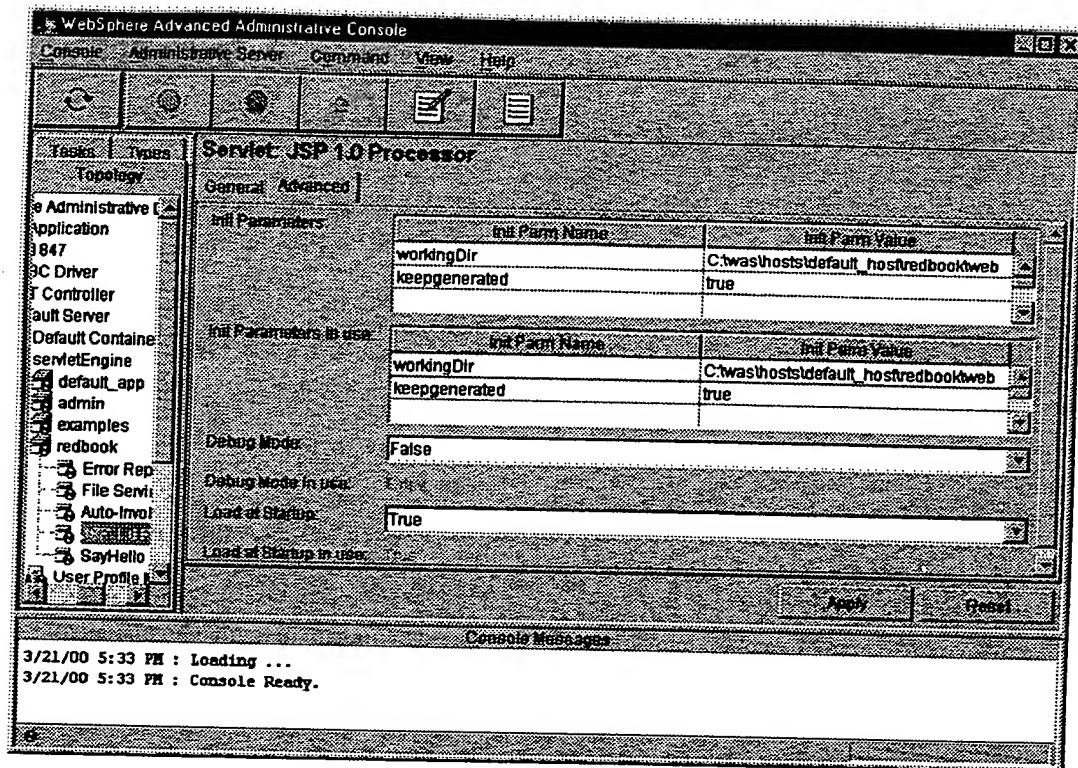 WebSphere Advanced Administrative Console
Console Administrative Server Command View Help
Tasks Types
Topology
e Administrative D
Application
1847
BC Driver
T Controller
ault Server
Default Containe
servletEngine
default_app
admin
examples
redbook
Error Rep
File Servi
Auto-Invol
SayHello
User Profile
Servlet: JSP 1.0 Processor
General Advanced
Init Parameters:
Init Parm Name Init Parm Value
workingDir C:\was\hosts\default_host\redbook\web
keepgenerated true
Init Parameters in use:
Init Parm Name Init Parm Value
workingDir C:\was\hosts\default_host\redbook\web
keepgenerated true
Debug Mode: False
Debug Mode in use:
Load at Startup: True
Load at Startup in use:
Apply Reset
Console Messages
3/21/00 5:33 PM : Loading ...
3/21/00 5:33 PM : Console Ready.